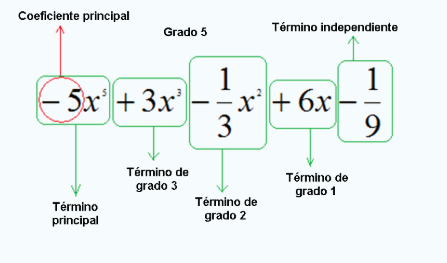 Coeficiente principal
Grado 5
Término independiente
− 5x⁵ + 3x³ − 1/3 x² + 6x − 1/9
Término de
grado 3
Término de
grado 1
Término
principal
Término de
grado 2